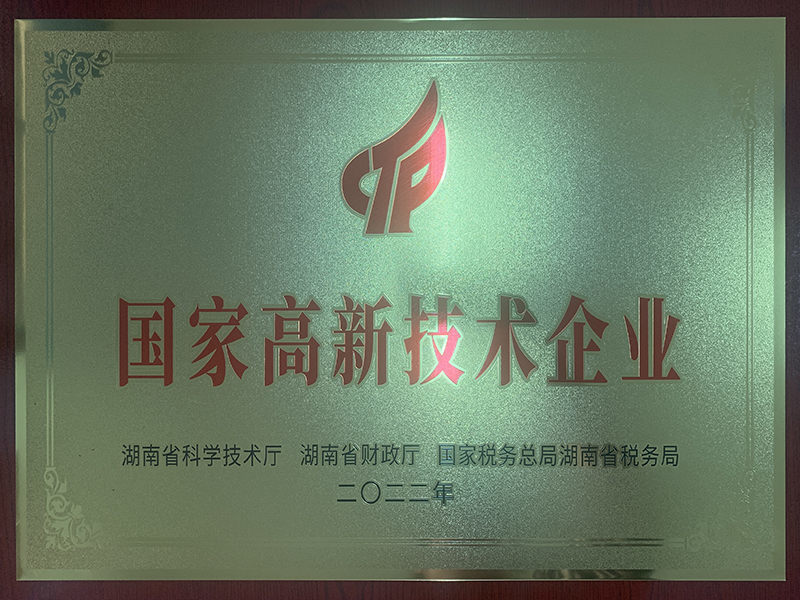 国家高新技术企业
湖南省科学技术厅 湖南省财政厅 国家税务总局湖南省税务局
二〇二二年